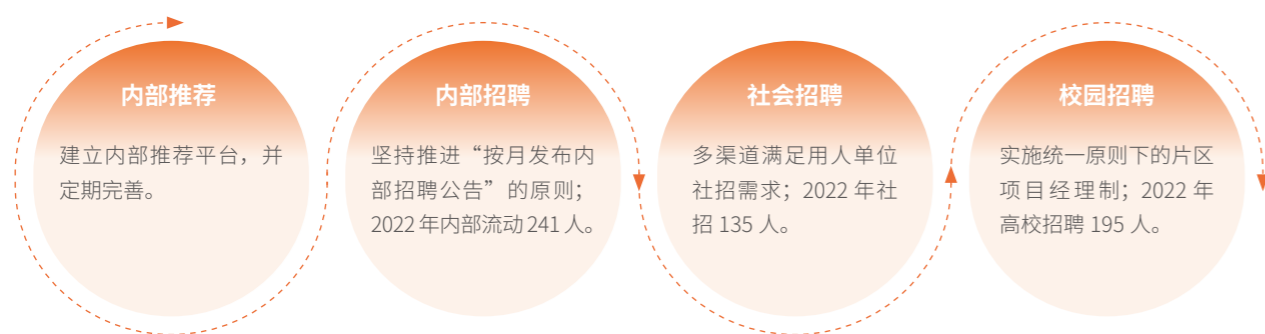 内部推荐
建立内部推荐平台，并
定期完善。
内部招聘
坚持推进“按月发布内
部招聘公告”的原则；
2022 年内部流动 241 人。
社会招聘
多渠道满足用人单位
社招需求；2022 年社
招 135 人。
校园招聘
实施统一原则下的片区
项目经理制；2022 年
高校招聘 195 人。